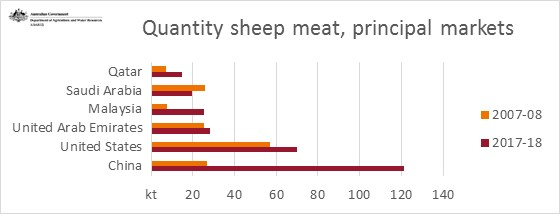 Australian Government
Department of Agriculture and Water Resources
ABARES
Quantity sheep meat, principal markets
Qatar
Saudi Arabia
Malaysia
United Arab Emirates
United States
China
kt 20 40 60 80 100 120 140
2007-08
2017-18